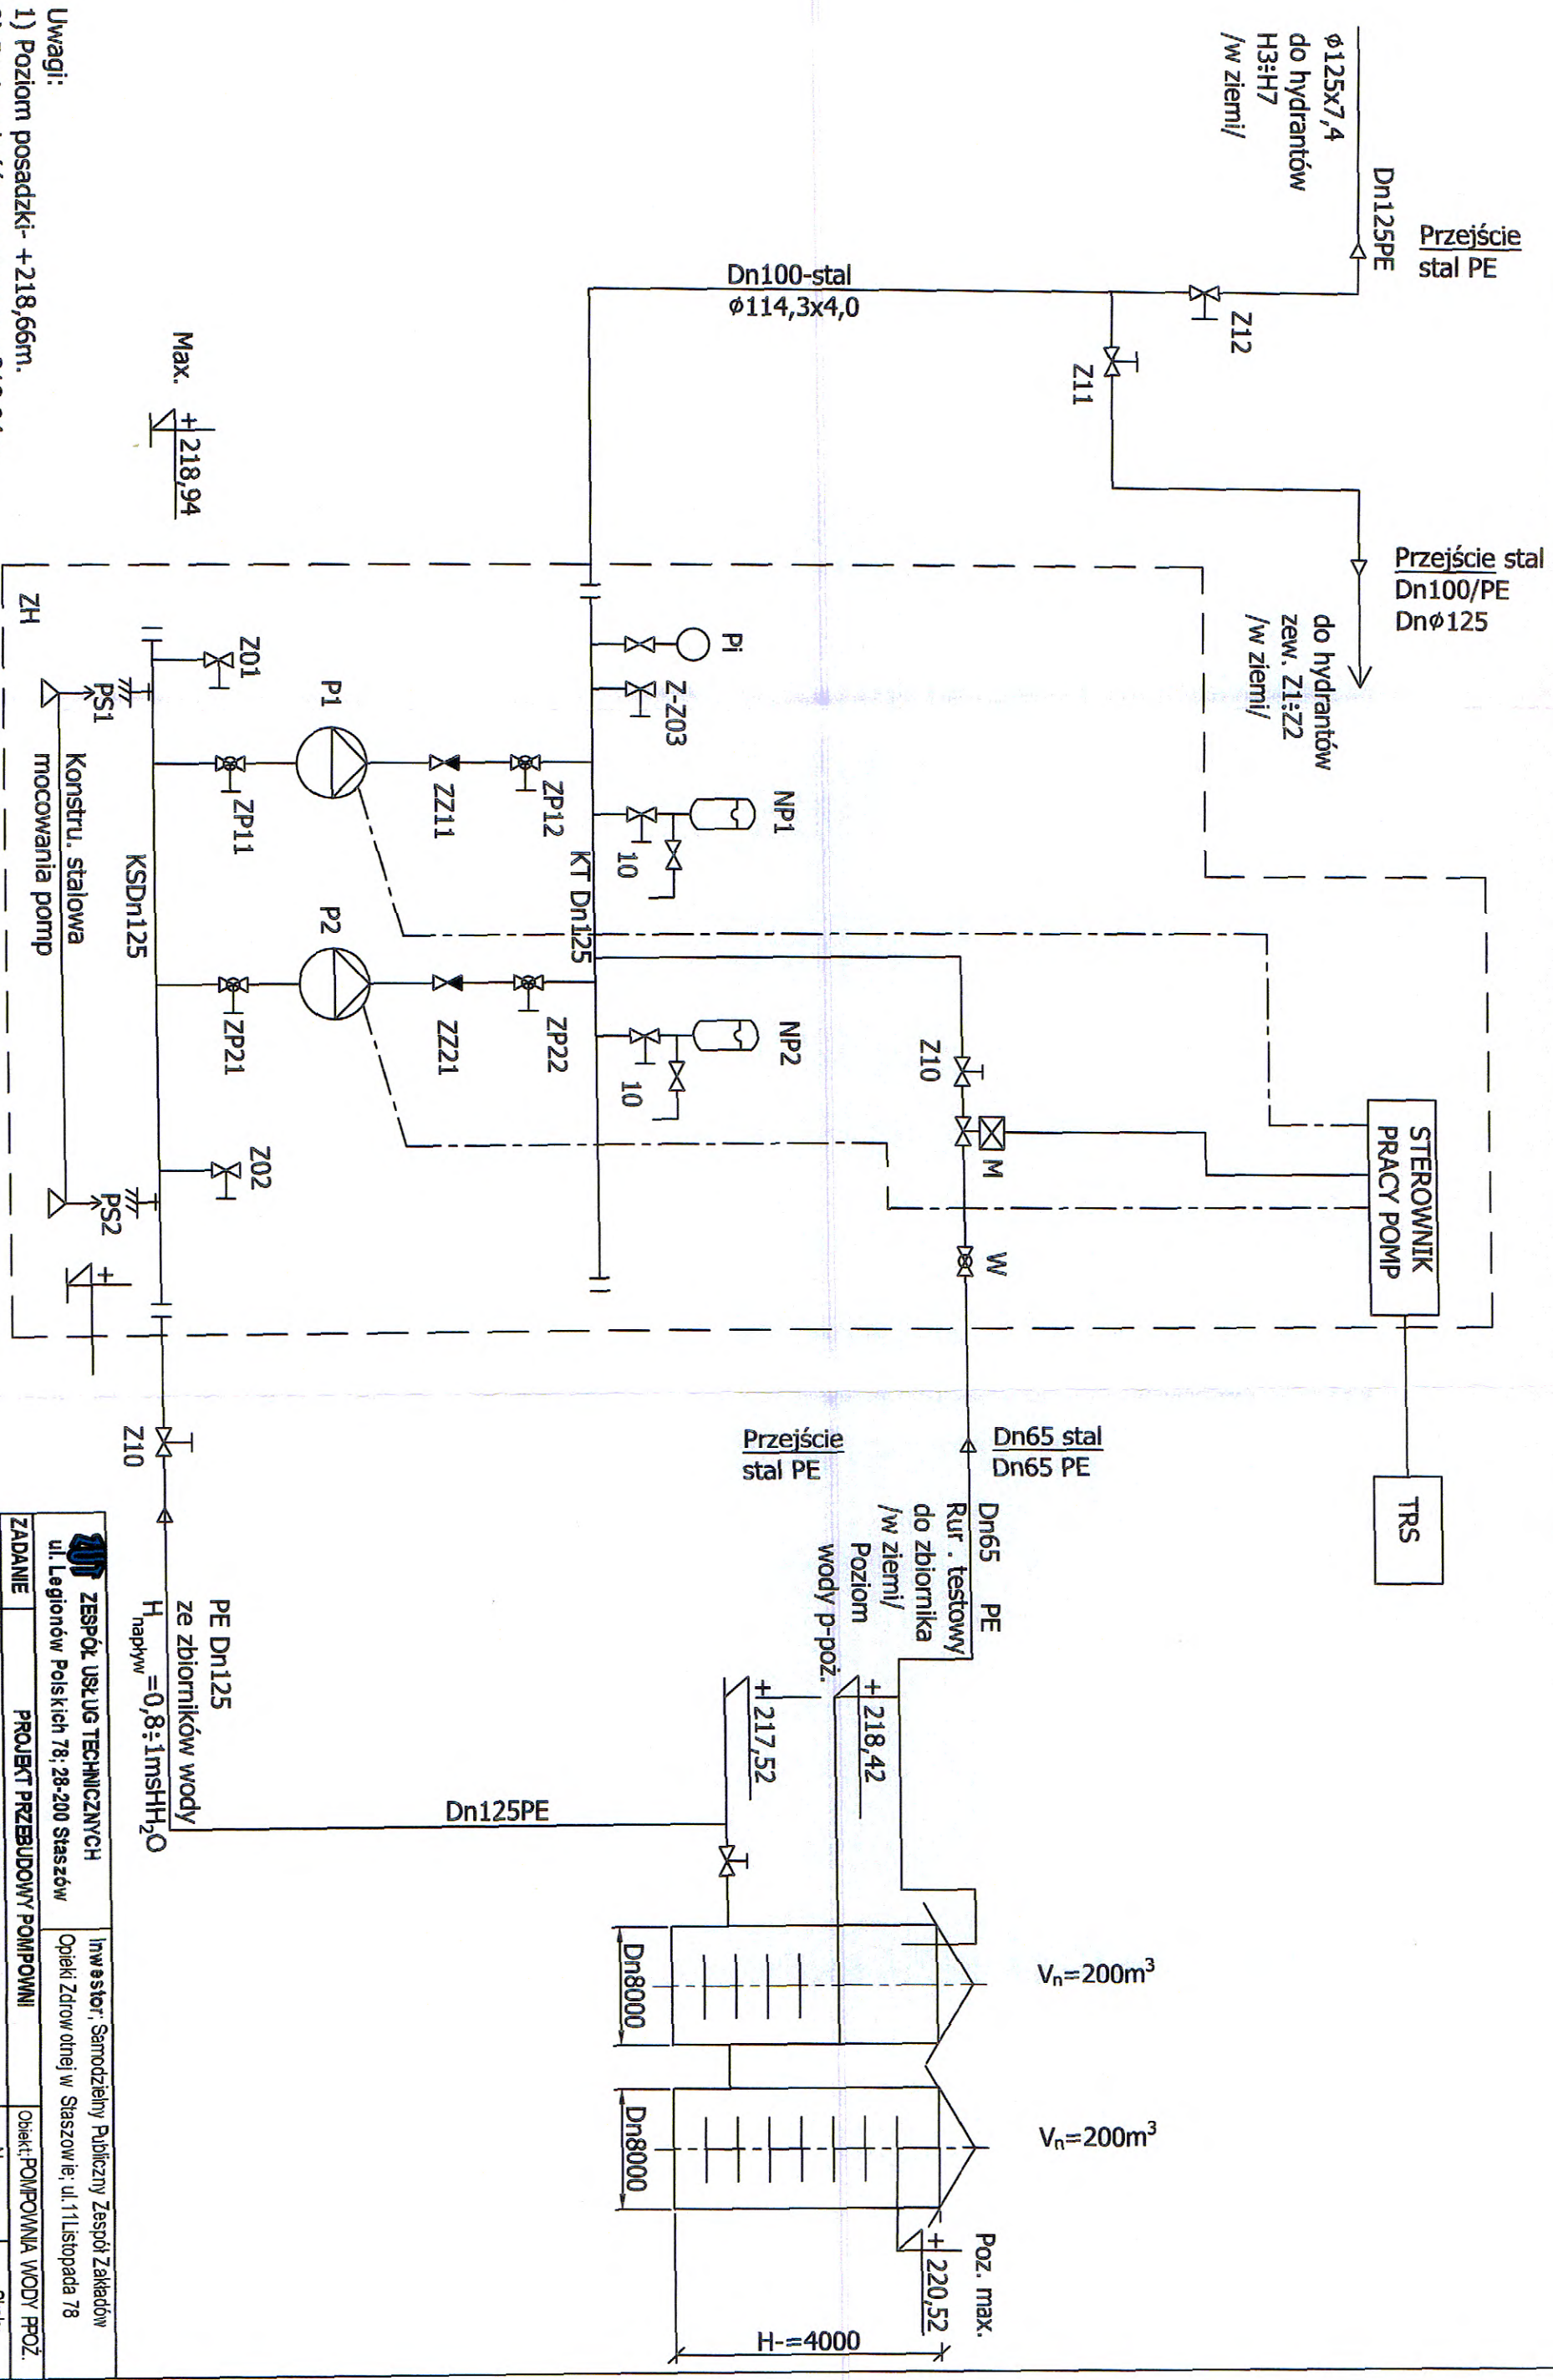 Przejście
stal PE
Dn125PE
ϕ125x7,4
do hydrantów
H3÷H7
/w ziemi/
Z12
Z11
Dn100-stal
ϕ114,3x4,0
Przejście stal
Dn100/PE
Dnϕ125
do hydrantów
zew. Z1÷Z2
/w ziemi/
Max.
+218,94
Uwagi:
1) Poziom posadzki- +218,66m.
ZH
Pi
Z-Z03
NP1
10
KT Dn125
NP2
10
ZP12
ZZ11
P1
ZP11
ZP22
ZZ21
P2
ZP21
Z01
PS1
KSDn125
Konstru. stalowa
mocowania pomp
Z02
PS2
+
STEROWNIK
PRACY POMP
TRS
Z10
M
W
Dn65 stal
Dn65 PE
Przejście
stal PE
Dn65 PE
Rur . testowy
do zbiornika
/w ziemi/
Poziom
wody p-poż.
+218,42
+217,52
Z10
PE Dn125
ze zbiorników wody
Hnapływ=0,8÷1msHH₂O
Dn125PE
Vn=200m³
Vn=200m³
Dn8000
Dn8000
Poz. max.
+220,52
H-=4000
ZUT ZESPÓŁ USŁUG TECHNICZNYCH
ul. Legionów Polskich 78; 28-200 Staszów
Inwestor; Samodzielny Publiczny Zespół Zakładów
Opieki Zdrowotnej w Staszowie; ul.11Listopada 78
ZADANIE
PROJEKT PRZEBUDOWY POMPOWNI
Obiekt;POMPOWNIA WODY PPOŻ.